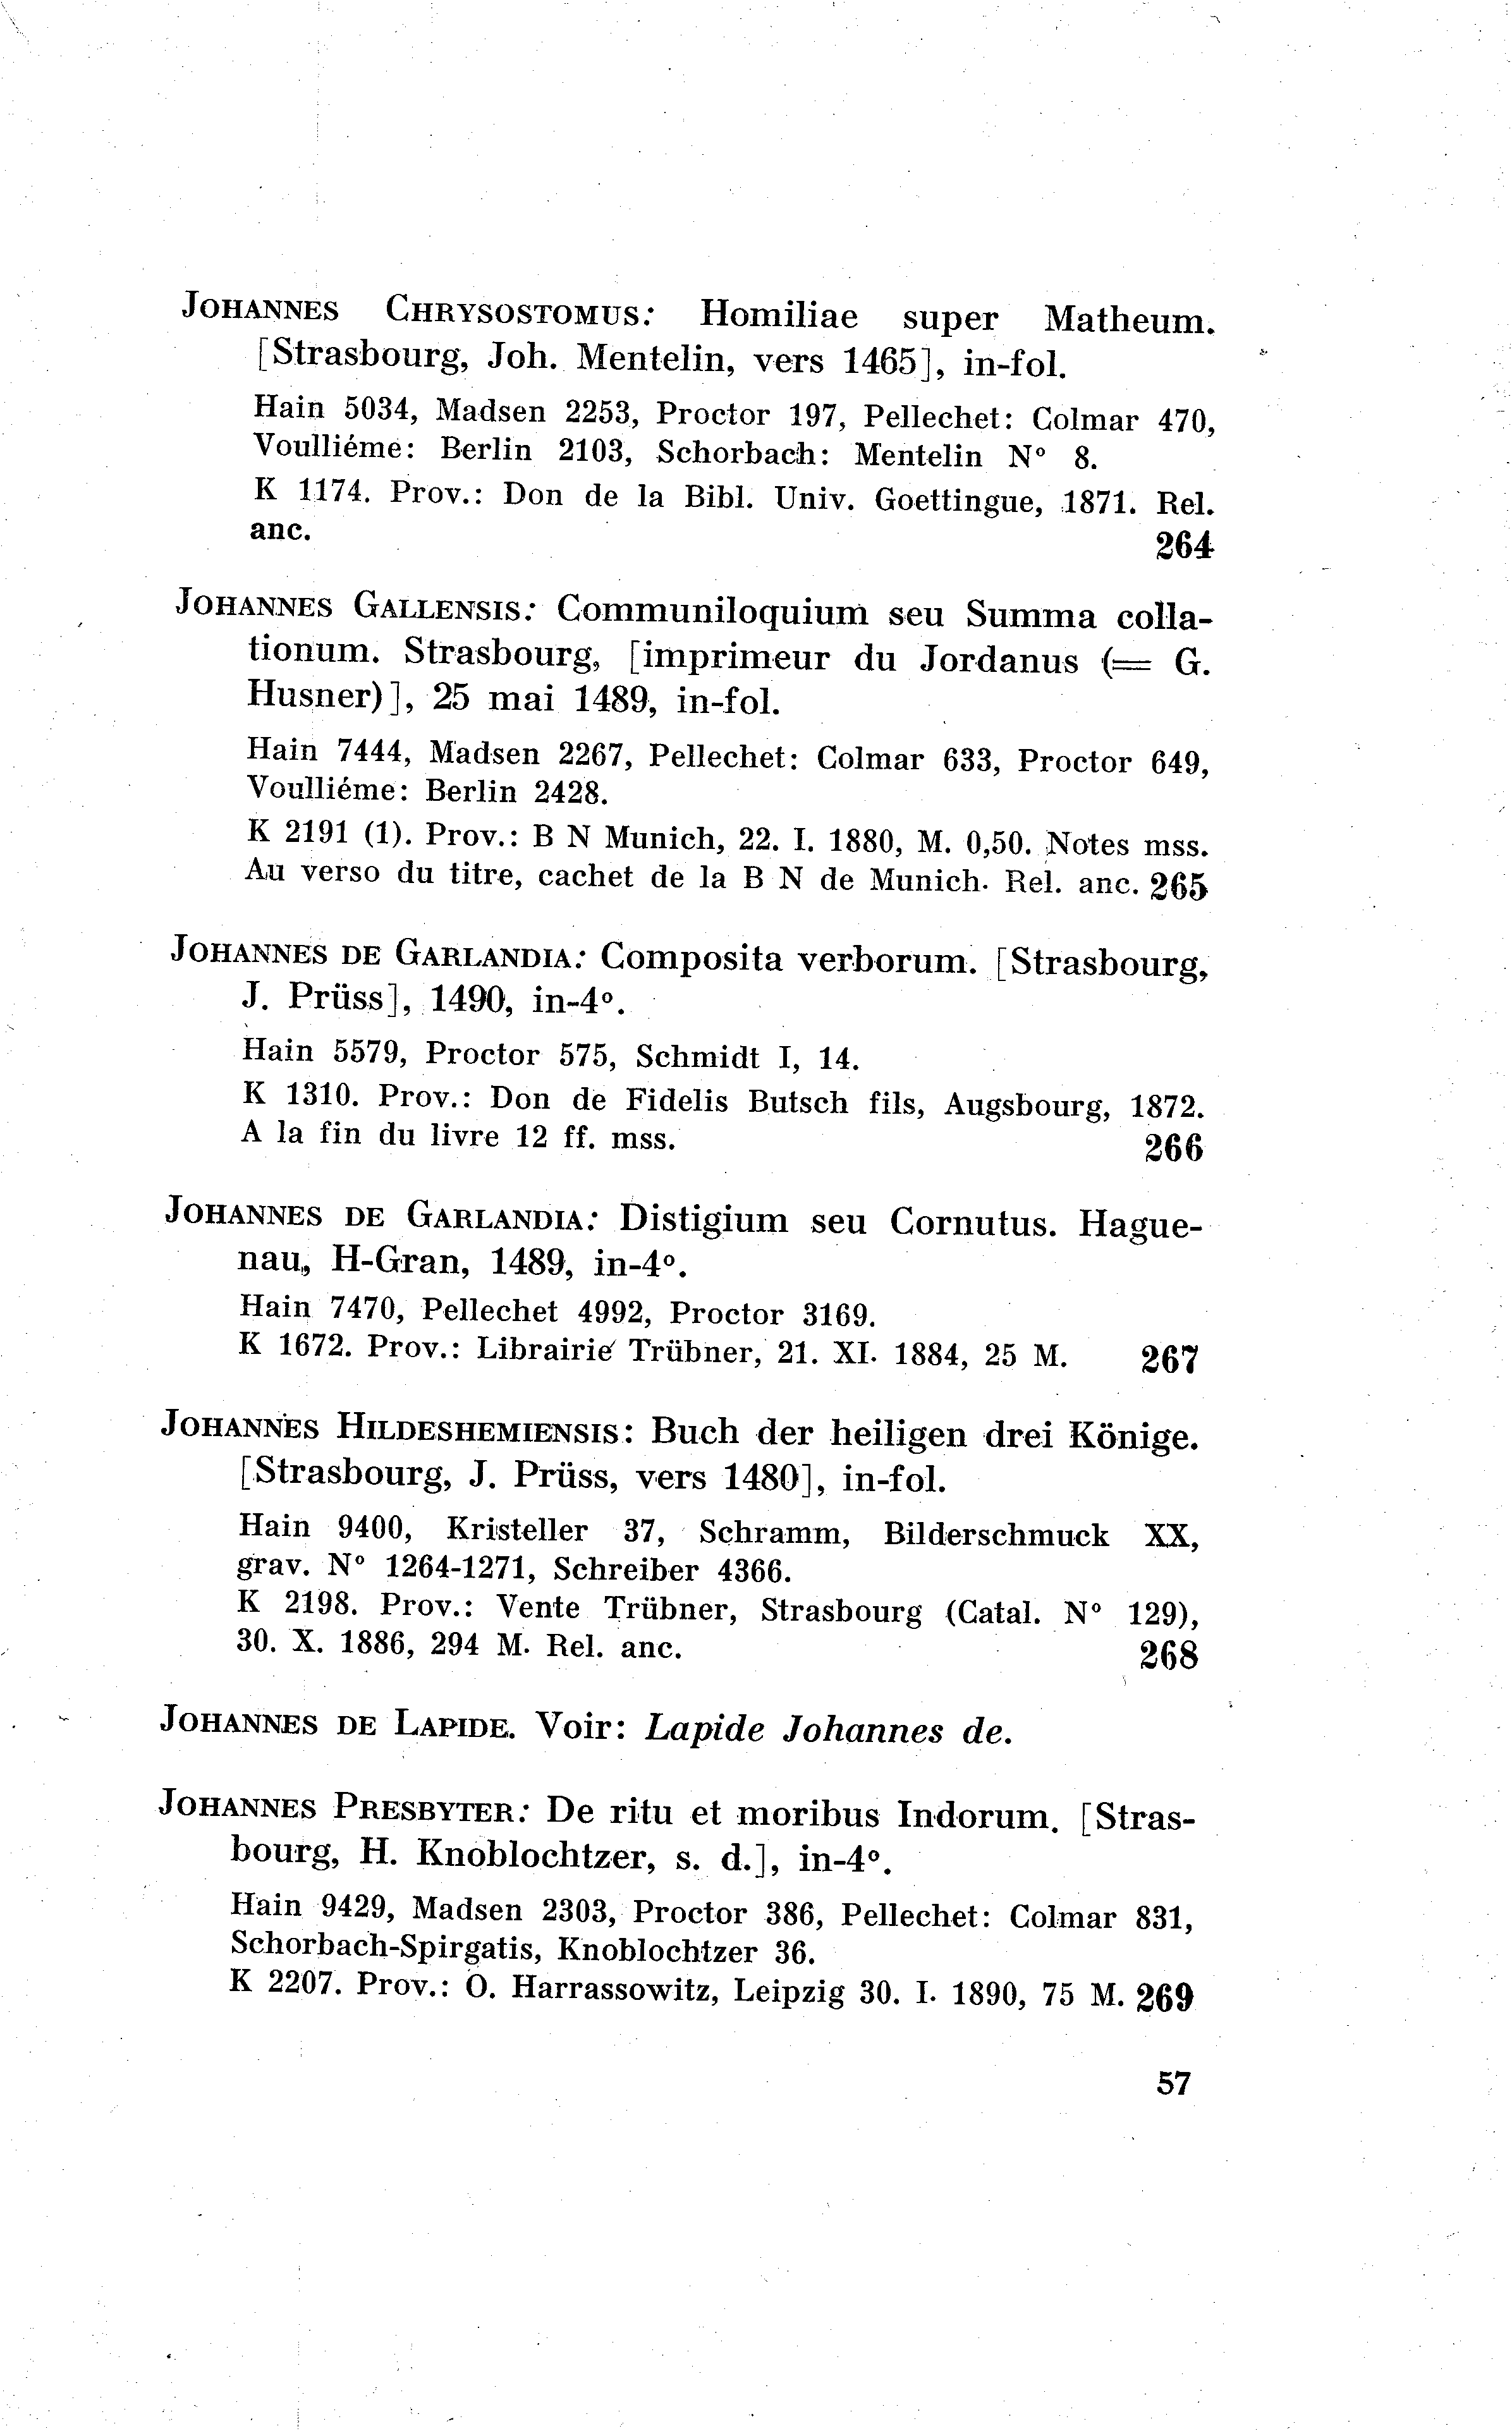 JOHANNES CHRYSOSTOMUS: Homiliae super Matheum.
[Strasbourg, Joh. Mentelin, vers 1465], in-fol.
Hain 5034, Madsen 2253, Proctor 197, Pellechet: Colmar 470,
Voulliéme: Berlin 2103, Schorbach: Mentelin N° 8.
K 1174. Prov.: Don de la Bibl. Univ. Goettingue, 1871. Rel.
anc. 264
JOHANNES GALLENSIS: Communiloquium seu Summa colla-
tionum. Strasbourg, [imprimeur du Jordanus (= G.
Husner)], 25 mai 1489, in-fol.
Hain 7444, Madsen 2267, Pellechet: Colmar 633, Proctor 649,
Voulliéme: Berlin 2428.
K 2191 (1). Prov.: B N Munich, 22. I. 1880, M. 0,50. Notes mss.
Au verso du titre, cachet de la B N de Munich. Rel. anc. 265
JOHANNES DE GARLANDIA: Composita verborum. [Strasbourg,
J. Prüss], 1490, in-4°.
Hain 5579, Proctor 575, Schmidt I, 14.
K 1310. Prov.: Don de Fidelis Butsch fils, Augsbourg, 1872.
A la fin du livre 12 ff. mss. 266
JOHANNES DE GARLANDIA: Distigium seu Cornutus. Hague-
nau, H-Gran, 1489, in-4°.
Hain 7470, Pellechet 4992, Proctor 3169.
K 1672. Prov.: Librairie Trübner, 21. XI. 1884, 25 M. 267
JOHANNES HILDESHEMIENSIS: Buch der heiligen drei Könige.
[Strasbourg, J. Prüss, vers 1480], in-fol.
Hain 9400, Kristeller 37, Schramm, Bilderschmuck XX,
grav. N° 1264-1271, Schreiber 4366.
K 2198. Prov.: Vente Trübner, Strasbourg (Catal. N° 129),
30. X. 1886, 294 M. Rel. anc. 268
JOHANNES DE LAPIDE. Voir: Lapide Johannes de.
JOHANNES PRESBYTER: De ritu et moribus Indorum. [Stras-
bourg, H. Knoblochtzer, s. d.], in-4°.
Hain 9429, Madsen 2303, Proctor 386, Pellechet: Colmar 831,
Schorbach-Spirgatis, Knoblochtzer 36.
K 2207. Prov.: O. Harrassowitz, Leipzig 30. I. 1890, 75 M. 269
57